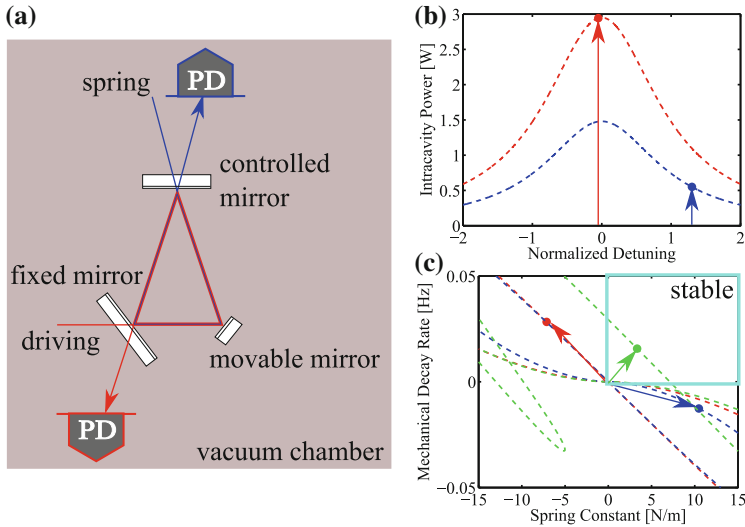 (a)
PD
spring
controlled
mirror
fixed mirror
driving
movable mirror
PD
vacuum chamber
(b)
Intracavity Power [W]
3
2.5
2
1.5
1
0.5
0
−2
−1
0
1
2
Normalized Detuning
(c)
Mechanical Decay Rate [Hz]
0.05
0
−0.05
stable
−15
−10
−5
0
5
10
15
Spring Constant [N/m]